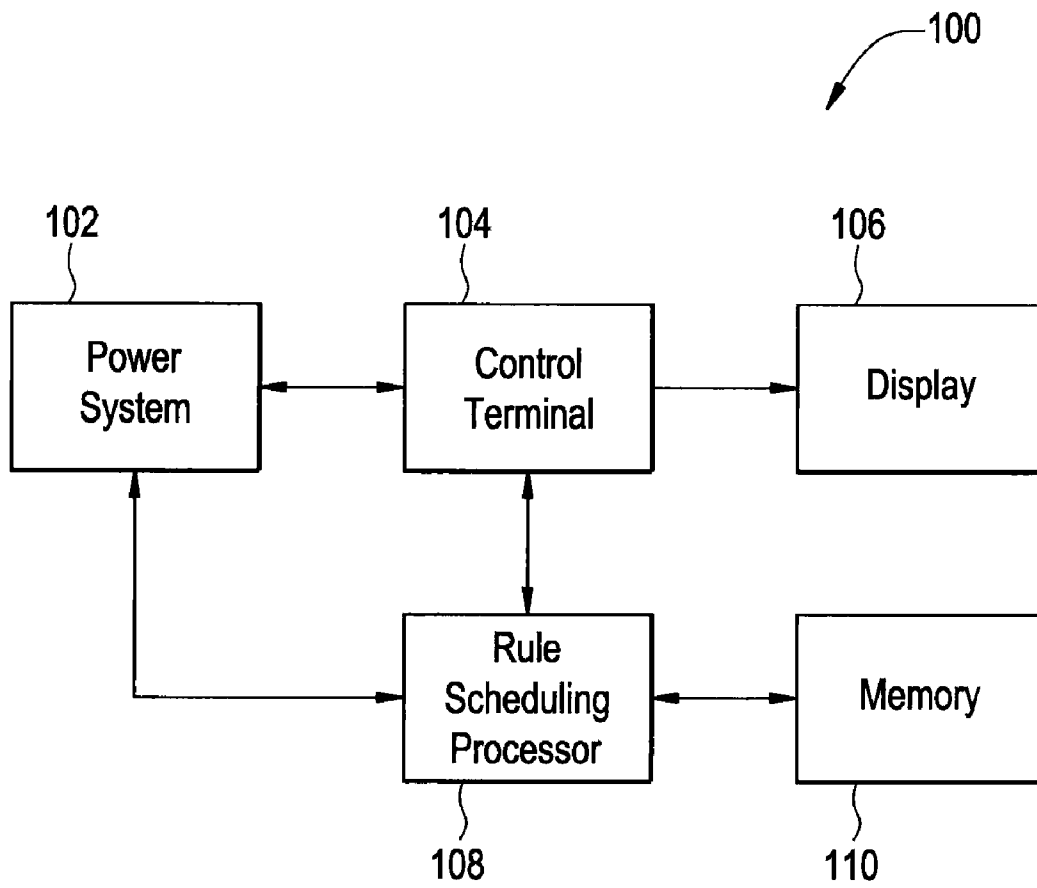 100
102
104
106
Power
System
Control
Terminal
Display
Rule
Scheduling
Processor
Memory
108
110